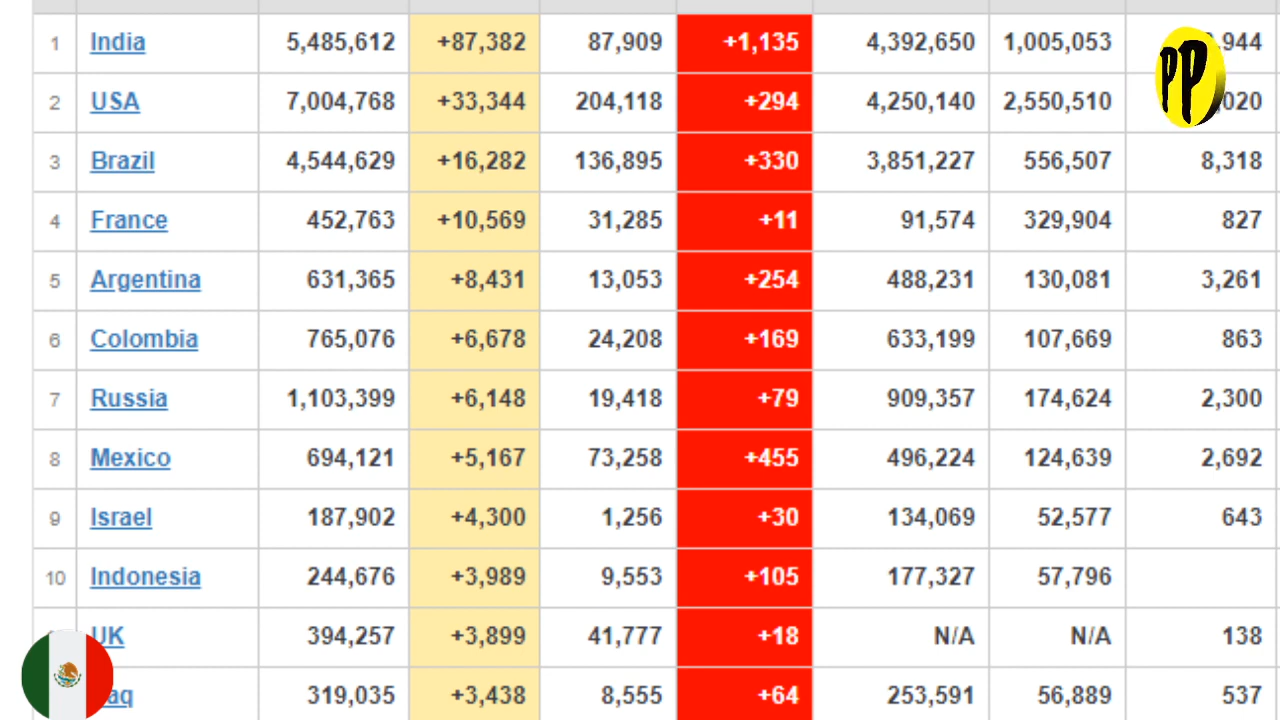 1 India 5,485,612 +87,382 87,909 +1,135 4,392,650 1,005,053 944
2 USA 7,004,768 +33,344 204,118 +294 4,250,140 2,550,510 020
3 Brazil 4,544,629 +16,282 136,895 +330 3,851,227 556,507 8,318
4 France 452,763 +10,569 31,285 +11 91,574 329,904 827
5 Argentina 631,365 +8,431 13,053 +254 488,231 130,081 3,261
6 Colombia 765,076 +6,678 24,208 +169 633,199 107,669 863
7 Russia 1,103,399 +6,148 19,418 +79 909,357 174,624 2,300
8 Mexico 694,121 +5,167 73,258 +455 496,224 124,639 2,692
9 Israel 187,902 +4,300 1,256 +30 134,069 52,577 643
10 Indonesia 244,676 +3,989 9,553 +105 177,327 57,796
UK 394,257 +3,899 41,777 +18 N/A N/A 138
aq 319,035 +3,438 8,555 +64 253,591 56,889 537
PP